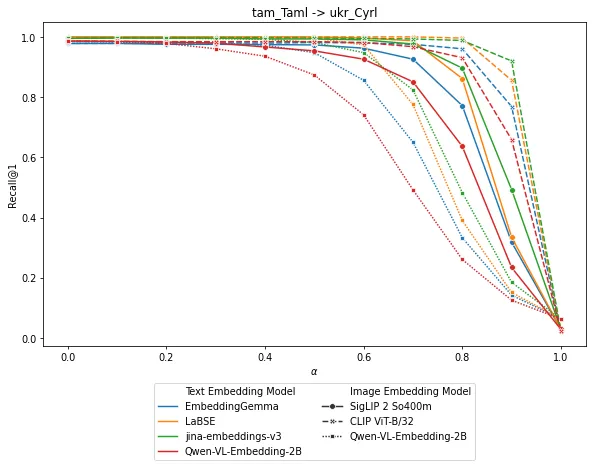 tam_Taml -> ukr_Cyrl
Recall@1
1.0
0.8
0.6
0.4
0.2
0.0
0.0 0.2 0.4 0.6 0.8 1.0
α
Text Embedding Model
EmbeddingGemma
LaBSE
jina-embeddings-v3
Qwen-VL-Embedding-2B
Image Embedding Model
SigLIP 2 So400m
CLIP ViT-B/32
Qwen-VL-Embedding-2B